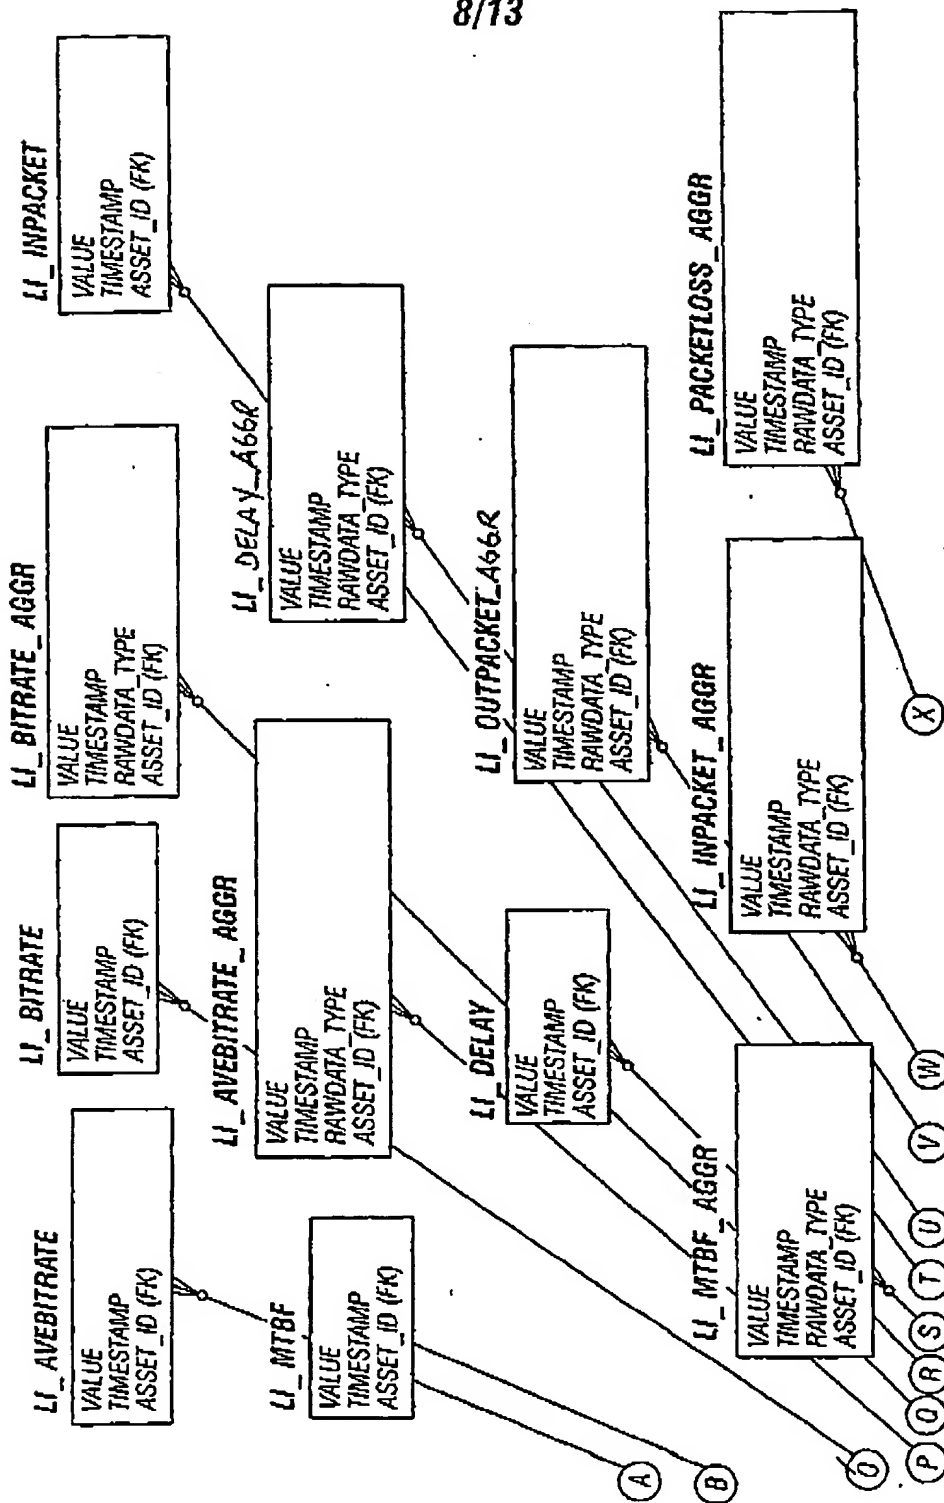 8/13
LI_AVEBITRATE
VALUE
TIMESTAMP
ASSET_ID (FK)
LI_BITRATE
VALUE
TIMESTAMP
ASSET_ID (FK)
LI_BITRATE_AGGR
VALUE
TIMESTAMP
RAWDATA_TYPE
ASSET_ID (FK)
LI_INPACKET
VALUE
TIMESTAMP
ASSET_ID (FK)
LI_MTBF
VALUE
TIMESTAMP
ASSET_ID (FK)
LI_AVEBITRATE_AGGR
VALUE
TIMESTAMP
RAWDATA_TYPE
ASSET_ID (FK)
LI_DELAY_AGGR
VALUE
TIMESTAMP
RAWDATA_TYPE
ASSET_ID (FK)
LI_DELAY
VALUE
TIMESTAMP
ASSET_ID (FK)
LI_OUTPACKET_AGGR
VALUE
TIMESTAMP
RAWDATA_TYPE
ASSET_ID (FK)
LI_MTBF_AGGR
VALUE
TIMESTAMP
RAWDATA_TYPE
ASSET_ID (FK)
LI_INPACKET_AGGR
VALUE
TIMESTAMP
RAWDATA_TYPE
ASSET_ID (FK)
LI_PACKETLOSS_AGGR
VALUE
TIMESTAMP
RAWDATA_TYPE
ASSET_ID (FK)
A
B
O
P
Q
R
S
T
U
V
W
X